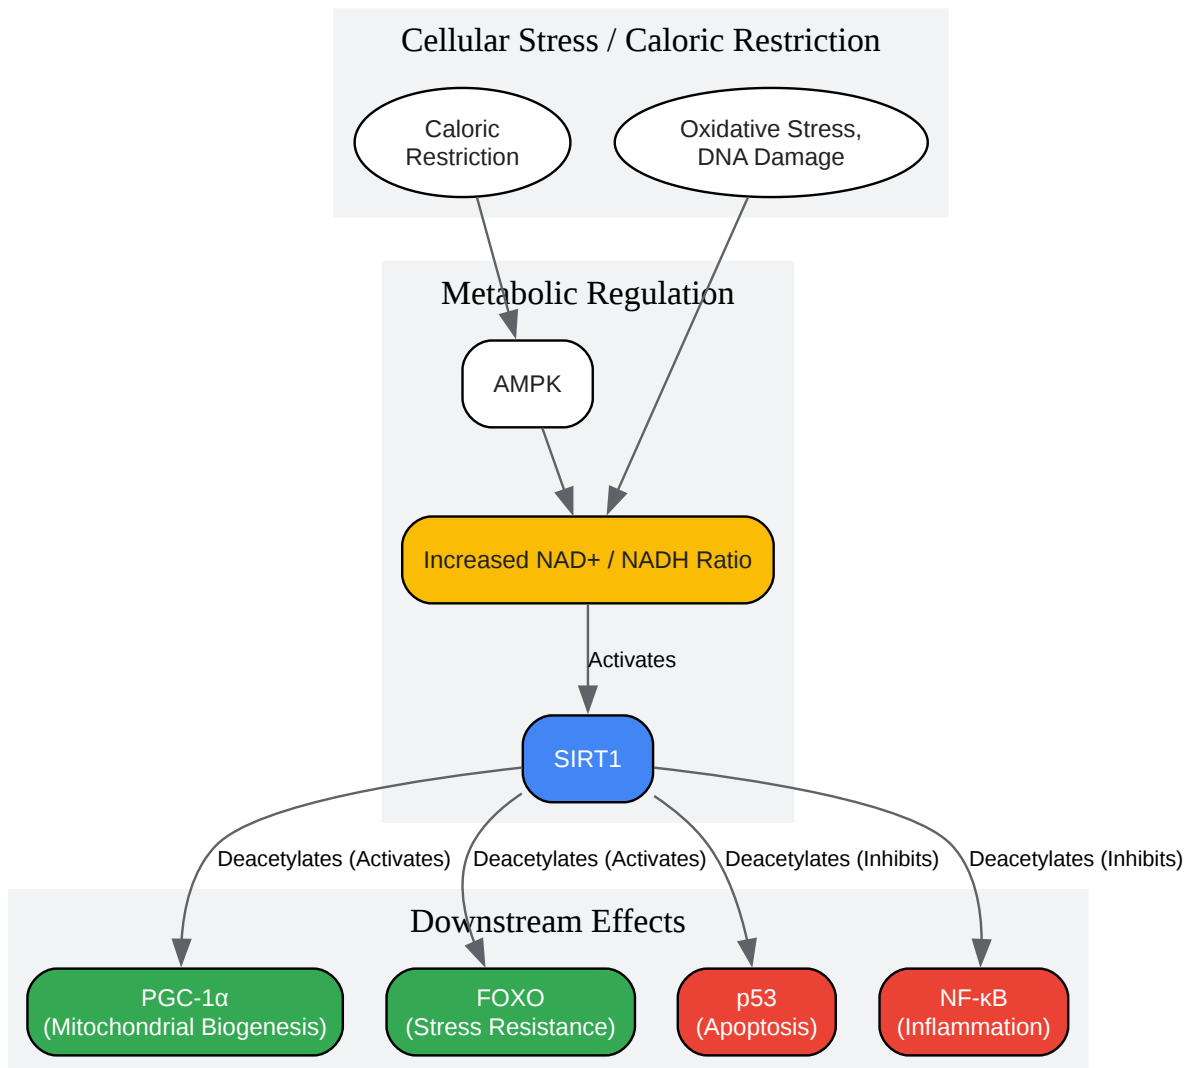 Cellular Stress / Caloric Restriction
Caloric
Restriction
Oxidative Stress,
DNA Damage
Metabolic Regulation
AMPK
Increased NAD+ / NADH Ratio
Activates
SIRT1
Deacetylates (Activates)
Deacetylates (Activates)
Deacetylates (Inhibits)
Deacetylates (Inhibits)
Downstream Effects
PGC-1α
(Mitochondrial Biogenesis)
FOXO
(Stress Resistance)
p53
(Apoptosis)
NF-κB
(Inflammation)